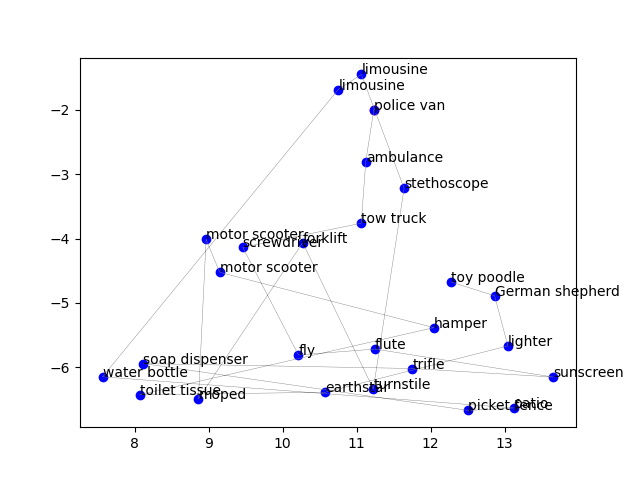 limousine
limousine
police van
−2
ambulance
−3
stethoscope
tow truck
motor scooter
forklift
−4
screwdriver
motor scooter
toy poodle
German shepherd
−5
hamper
lighter
flute
fly
soap dispenser
trifle
−6
water bottle
sunscreen
toilet tissue
moped
earthstar
turnstile
picket fence
patio
8 9 10 11 12 13